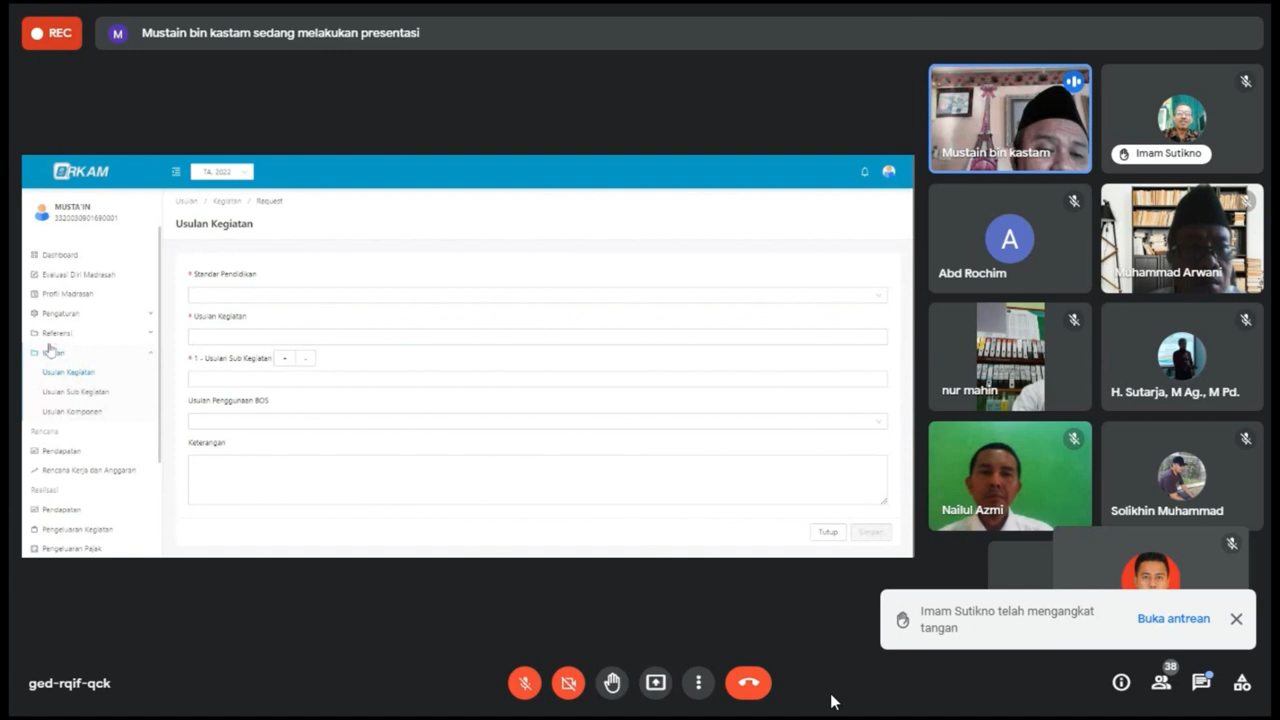 REC
M
Mustain bin kastam sedang melakukan presentasi
ERKAM
TA, 2022
MUSTA'IN
3320030901690001
Dashboard
Evaluasi Diri Madrasah
Profil Madrasah
Pengaturan
Referensi
Usulan Kegiatan
Usulan Sub Kegiatan
Usulan Komponen
Rencana
Pendapatan
Rencana Kerja dan Anggaran
Realisasi
Pendapatan
Pengeluaran Kegiatan
Pengeluaran Pajak
Usulan / Kegiatan / Request
Usulan Kegiatan
* Standar Pendidikan
* Usulan Kegiatan
* 1 - Usulan Sub Kegiatan + -
Usulan Penggunaan BOS
Keterangan
Tutup
Simpan
Mustain bin kastam
Imam Sutikno
A
Abd Rochim
Muhammad Arwani
nur mahin
H. Sutarja, M Ag., M Pd.
Nailul Azmi
Solikhin Muhammad
Imam Sutikno telah mengangkat
tangan
Buka antrean
ged-rqif-qck
38